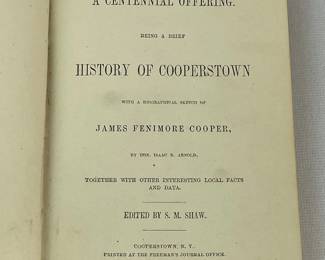 A CENTENNIAL OFFERING.
BEING A BRIEF
HISTORY OF COOPERSTOWN
WITH A BIOGRAPHICAL SKETCH OF
JAMES FENIMORE COOPER,
BY HON. ISAAC N. ARNOLD,
TOGETHER WITH OTHER INTERESTING LOCAL FACTS
AND DATA.
EDITED BY S. M. SHAW.
COOPERSTOWN, N. Y.
PRINTED AT THE FREEMAN'S JOURNAL OFFICE.